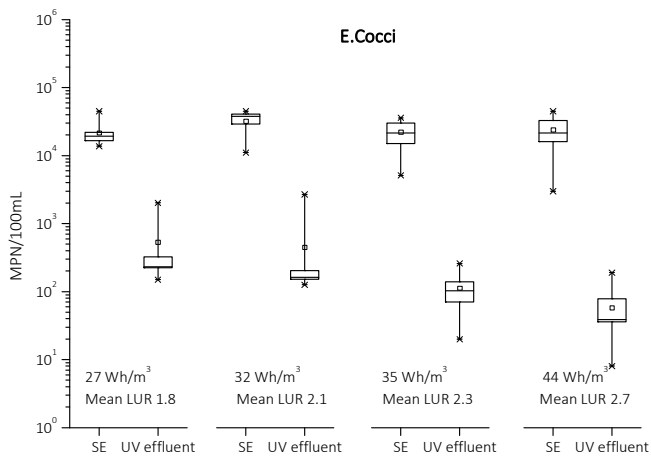 E.Cocci
10^6
10^5
10^4
10^3
10^2
10^1
10^0
MPN/100mL
27 Wh/m^3
Mean LUR 1.8
32 Wh/m^3
Mean LUR 2.1
35 Wh/m^3
Mean LUR 2.3
44 Wh/m^3
Mean LUR 2.7
SE UV effluent SE UV effluent SE UV effluent SE UV effluent